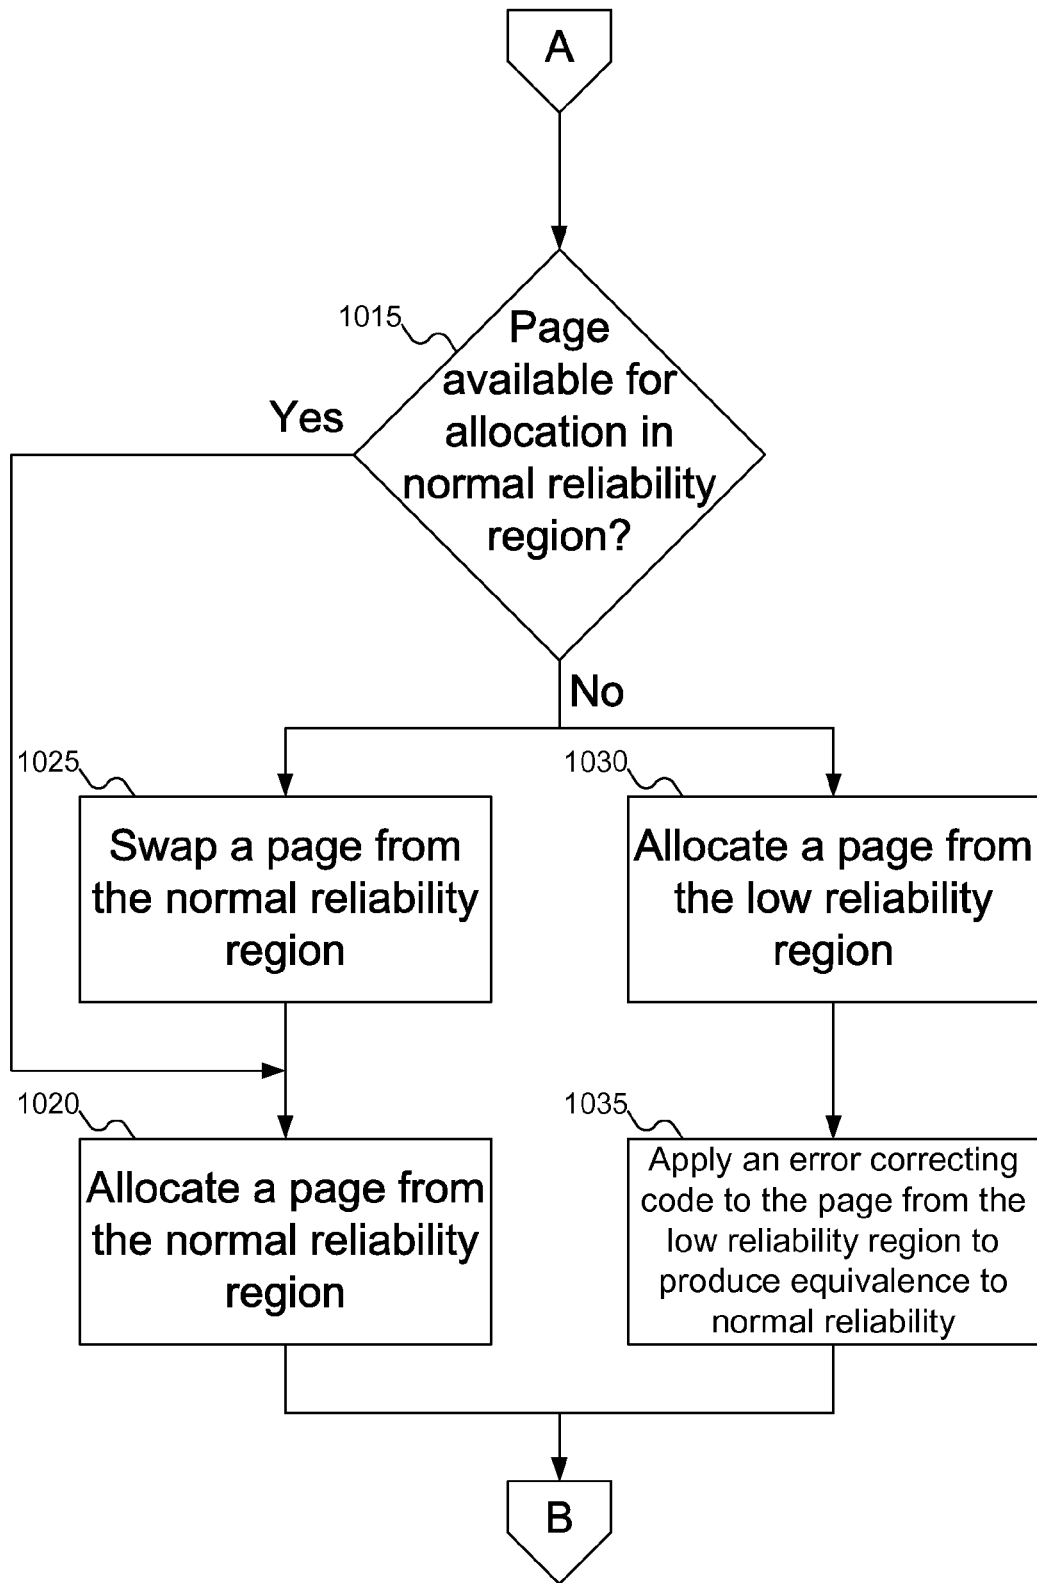 A
1015
Page
available for
allocation in
normal reliability
region?
Yes
No
1025
Swap a page from
the normal reliability
region
1030
Allocate a page from
the low reliability
region
1020
Allocate a page from
the normal reliability
region
1035
Apply an error correcting
code to the page from the
low reliability region to
produce equivalence to
normal reliability
B